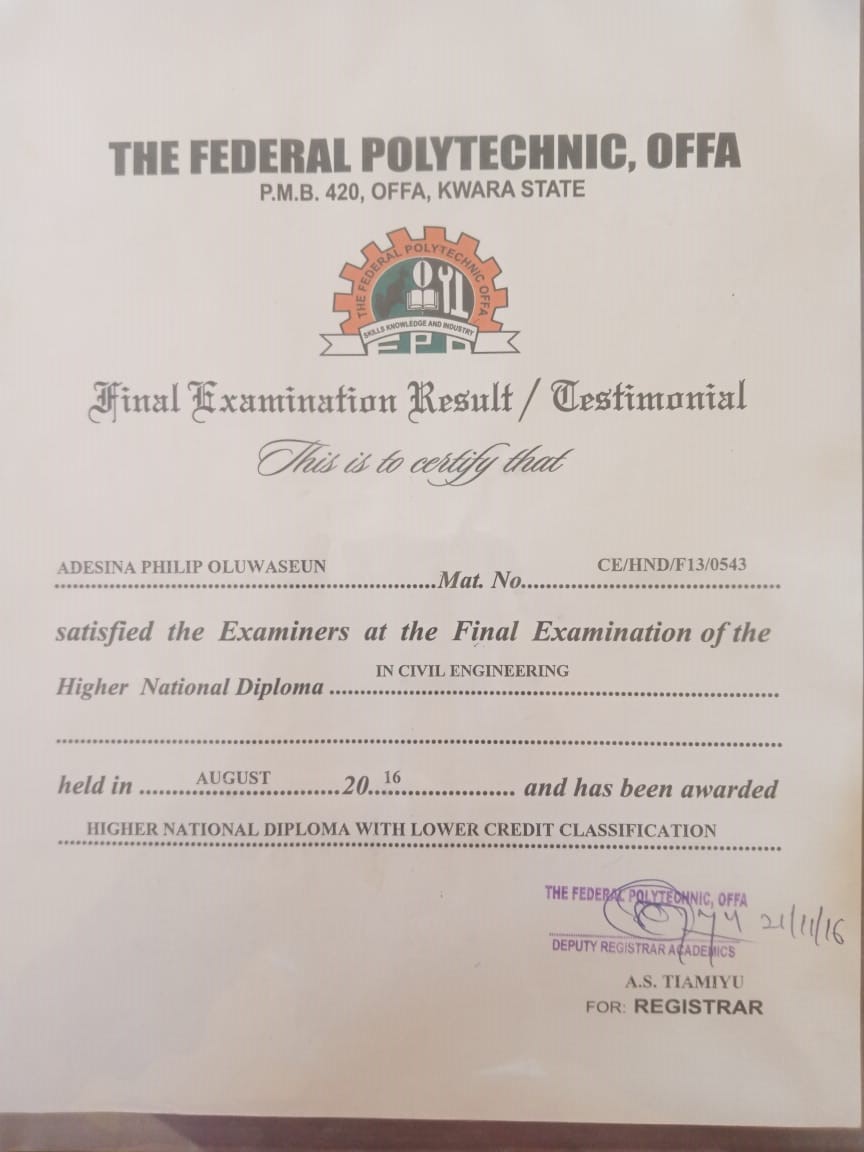 THE FEDERAL POLYTECHNIC, OFFA
P.M.B. 420, OFFA, KWARA STATE
THE FEDERAL POLYTECHNIC OFFA
SKILLS KNOWLEDGE AND INDUSTRY
FPO
Final Examination Result / Testimonial
This is to certify that
ADESINA PHILIP OLUWASEUN Mat. No. CE/HND/F13/0543
satisfied the Examiners at the Final Examination of the
Higher National Diploma IN CIVIL ENGINEERING
held in AUGUST 20 16 and has been awarded
HIGHER NATIONAL DIPLOMA WITH LOWER CREDIT CLASSIFICATION
THE FEDERAL POLYTECHNIC, OFFA
21/11/16
DEPUTY REGISTRAR ACADEMICS
A.S. TIAMIYU
FOR: REGISTRAR